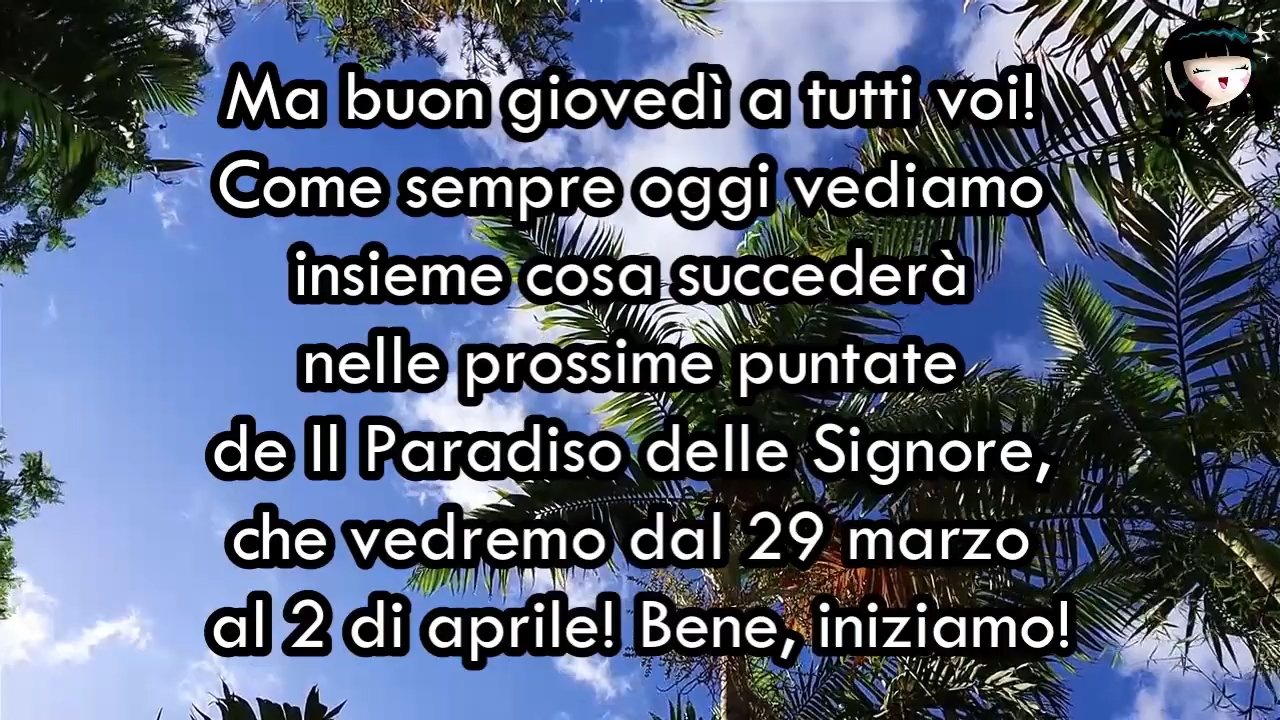 Ma buon giovedì a tutti voi!
Come sempre oggi vediamo
insieme cosa succederà
nelle prossime puntate
de Il Paradiso delle Signore,
che vedremo dal 29 marzo
al 2 di aprile! Bene, iniziamo!